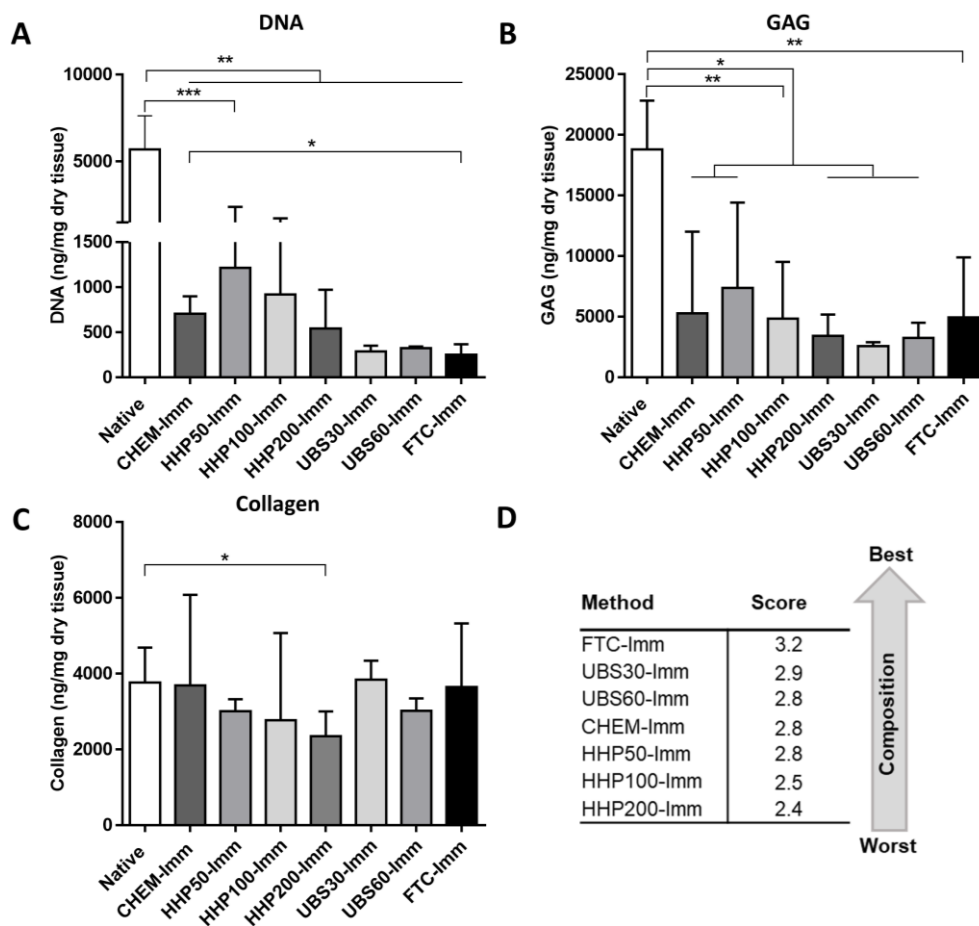 A
DNA
DNA (ng/mg dry tissue)
10000
5000
1500
1000
500
0
**
***
*
Native
CHEM-Imm
HHP50-Imm
HHP100-Imm
HHP200-Imm
UBS30-Imm
UBS60-Imm
FTC-Imm
B
GAG
GAG (ng/mg dry tissue)
25000
20000
15000
10000
5000
0
**
*
**
Native
CHEM-Imm
HHP50-Imm
HHP100-Imm
HHP200-Imm
UBS30-Imm
UBS60-Imm
FTC-Imm
C
Collagen
Collagen (ng/mg dry tissue)
8000
6000
4000
2000
0
*
Native
CHEM-Imm
HHP50-Imm
HHP100-Imm
HHP200-Imm
UBS30-Imm
UBS60-Imm
FTC-Imm
D
Method Score
FTC-Imm 3.2
UBS30-Imm 2.9
UBS60-Imm 2.8
CHEM-Imm 2.8
HHP50-Imm 2.8
HHP100-Imm 2.5
HHP200-Imm 2.4
Best
Composition
Worst